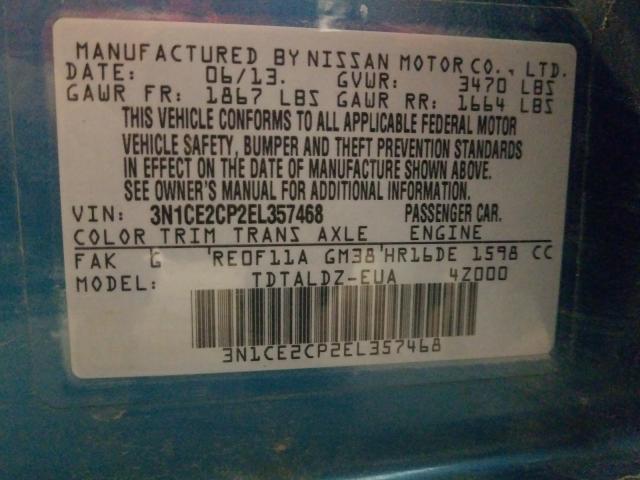 MANUFACTURED BY NISSAN MOTOR CO., LTD.
DATE: 06/13. GVWR: 3470 LBS
GAWR FR: 1867 LBS GAWR RR: 1664 LBS
THIS VEHICLE CONFORMS TO ALL APPLICABLE FEDERAL MOTOR
VEHICLE SAFETY, BUMPER AND THEFT PREVENTION STANDARDS
IN EFFECT ON THE DATE OF MANUFACTURE SHOWN ABOVE.
SEE OWNER'S MANUAL FOR ADDITIONAL INFORMATION.
VIN: 3N1CE2CP2EL357468 PASSENGER CAR.
COLOR TRIM TRANS AXLE ENGINE
FAK G 'RE0F11A GM38'HR16DE 1598 CC
MODEL: TDTALDZ-EUA 4Z000
3N1CE2CP2EL357468